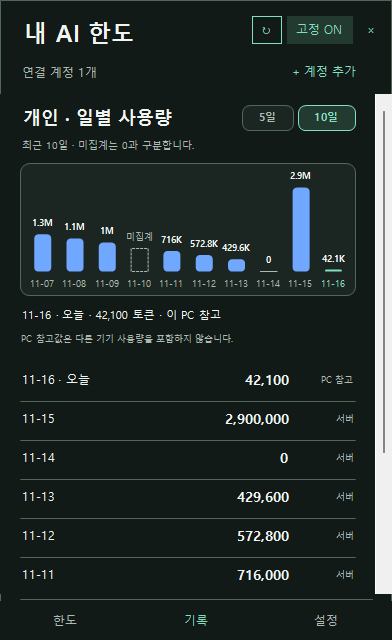 내 AI 한도
↻
고정 ON
×
연결 계정 1개
+ 계정 추가
개인 · 일별 사용량
5일
10일
최근 10일 · 미집계는 0과 구분합니다.
1.3M 1.1M 1M 미집계 716K 572.8K 429.6K 0 2.9M 42.1K
11-07 11-08 11-09 11-10 11-11 11-12 11-13 11-14 11-15 11-16
11-16 · 오늘 · 42,100 토큰 · 이 PC 참고
PC 참고값은 다른 기기 사용량을 포함하지 않습니다.
11-16 · 오늘 42,100 PC 참고
11-15 2,900,000 서버
11-14 0 서버
11-13 429,600 서버
11-12 572,800 서버
11-11 716,000 서버
한도 기록 설정